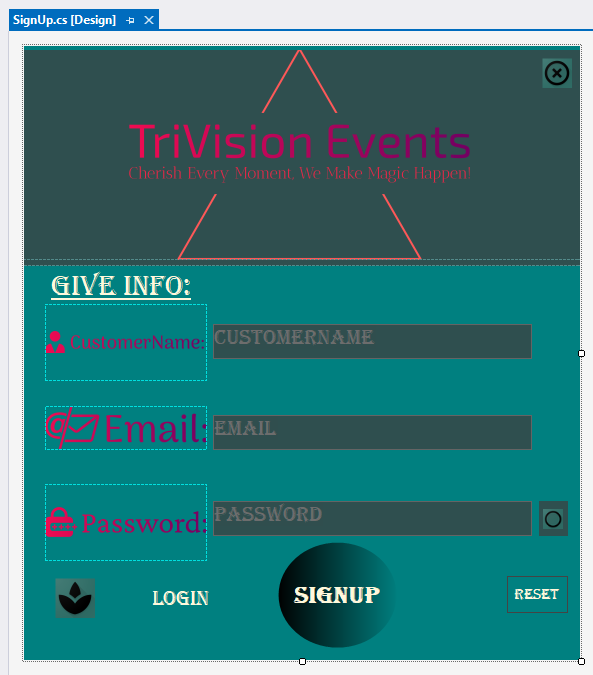 SignUp.cs [Design]
TriVision Events
Cherish Every Moment, We Make Magic Happen!
GIVE INFO:
CustomerName: CUSTOMERNAME
Email: EMAIL
Password: PASSWORD
LOGIN SIGNUP RESET